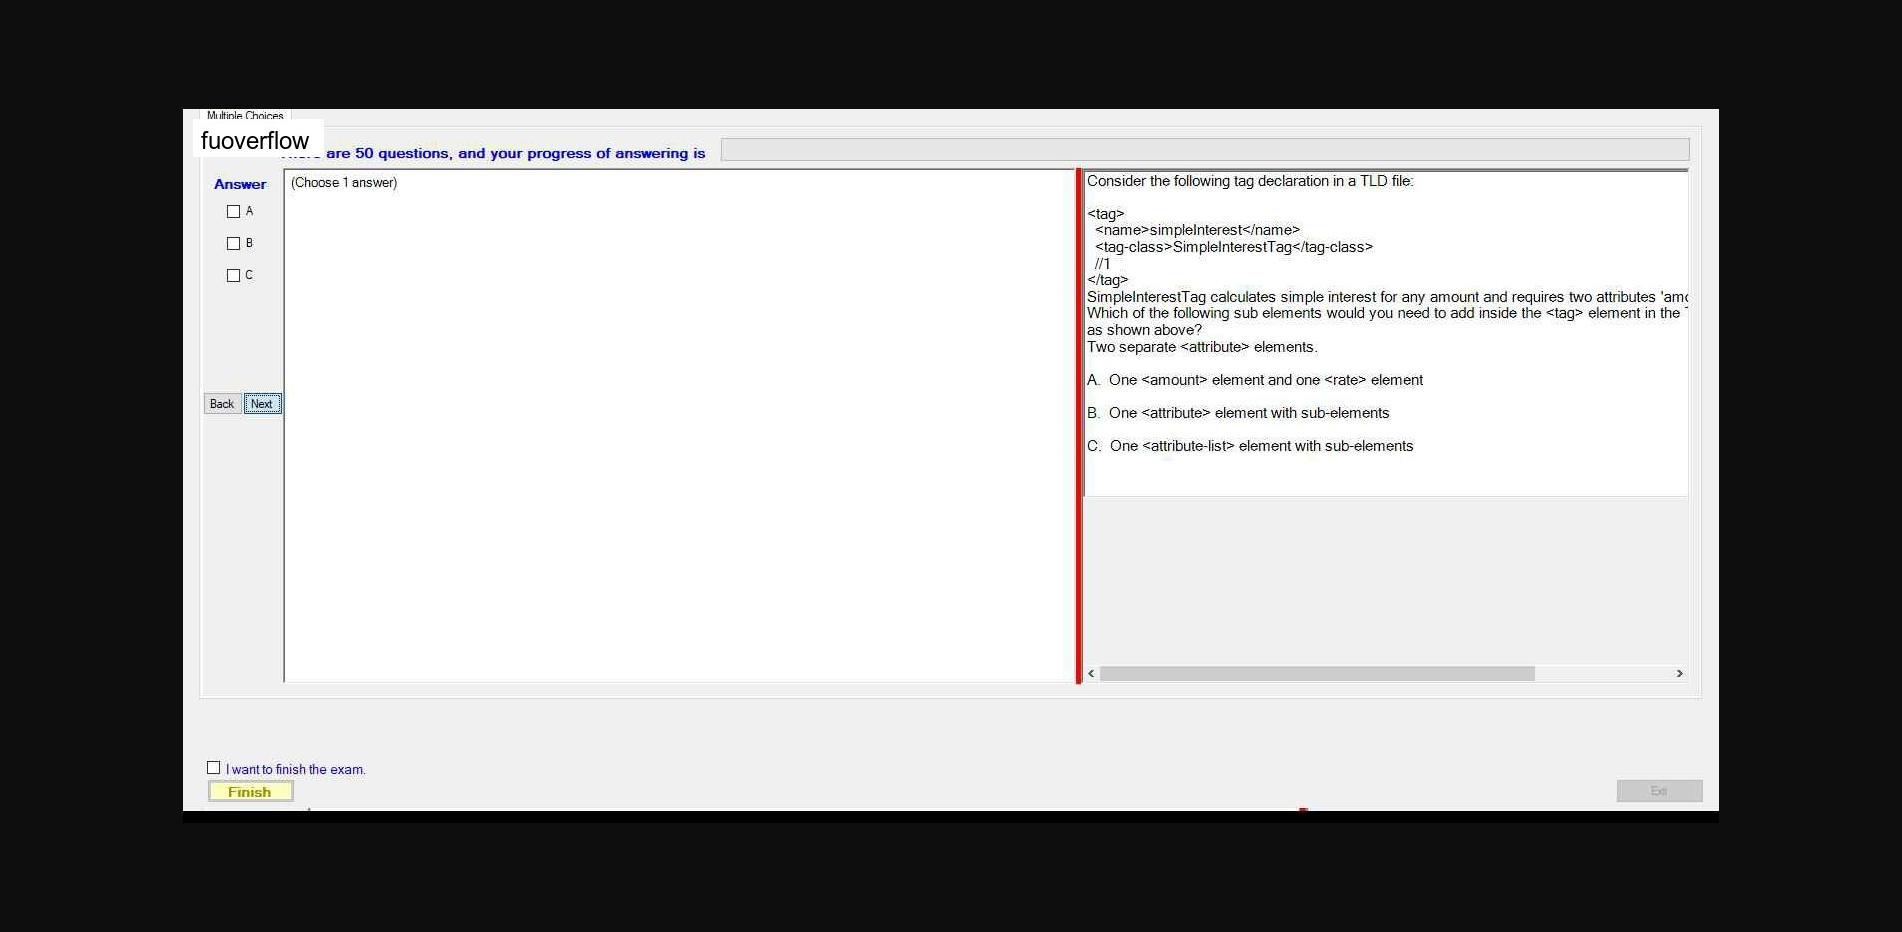 Multiple Choices
fuoverflow
are 50 questions, and your progress of answering is
Answer
A
B
C
Back Next
(Choose 1 answer)
Consider the following tag declaration in a TLD file:
<tag>
<name>simpleInterest</name>
<tag-class>SimpleInterestTag</tag-class>
//1
</tag>
SimpleInterestTag calculates simple interest for any amount and requires two attributes 'amo
Which of the following sub elements would you need to add inside the <tag> element in the
as shown above?
Two separate <attribute> elements.
A. One <amount> element and one <rate> element
B. One <attribute> element with sub-elements
C. One <attribute-list> element with sub-elements
I want to finish the exam.
Finish
Exit